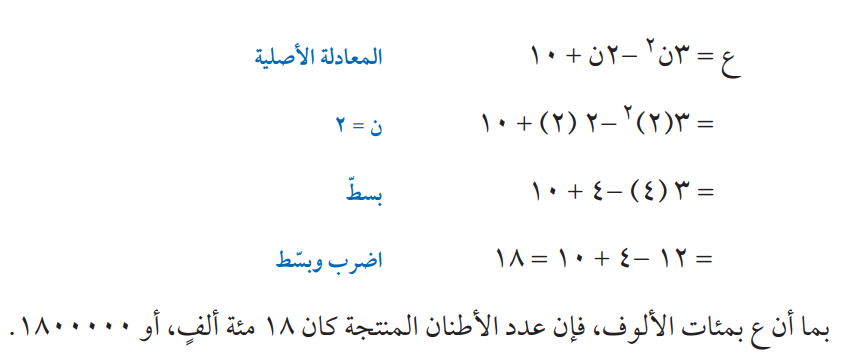 ع = ٣ن٢ –٢ن + ١٠ المعادلة الأصلية
= ٣(٢)٢ –٢ (٢) + ١٠ ن = ٢
= ٣ (٤) –٤ + ١٠ بسطّ
= ١٢ –٤ + ١٠ = ١٨ اضرب وبسّط
بما أن ع بمئات الألوف، فإن عدد الأطنان المنتجة كان ١٨ مئة ألفٍ، أو ١٨٠٠٠٠٠.